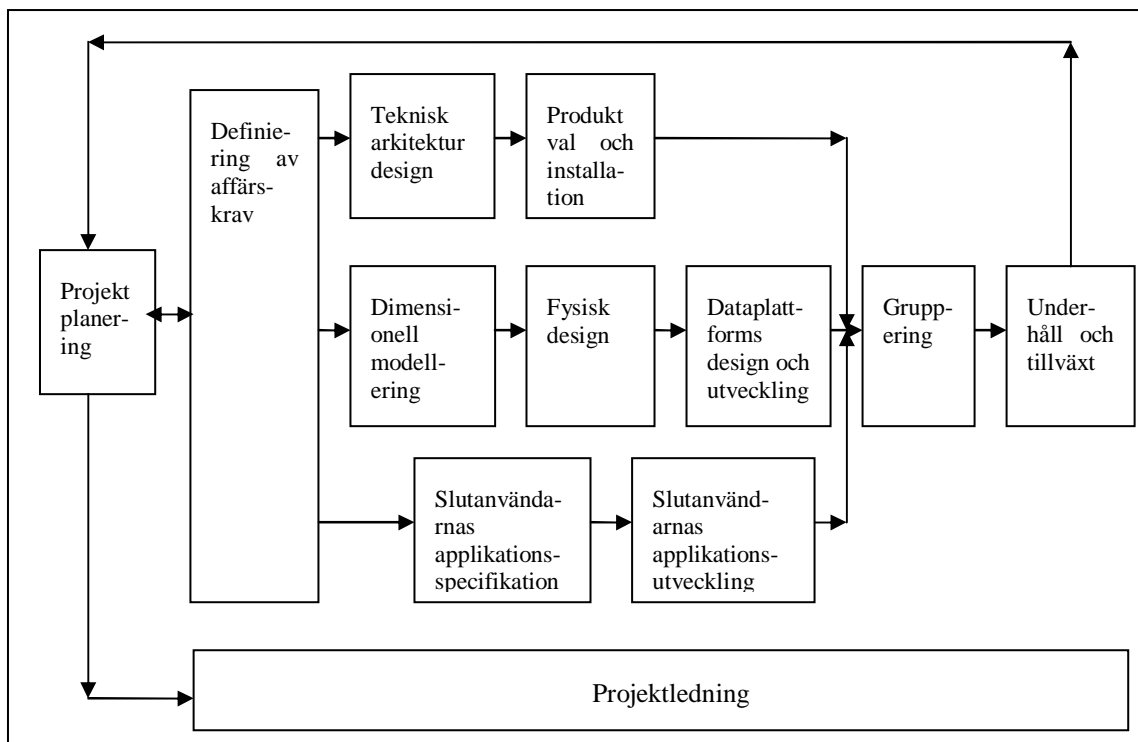 Teknisk
arkitektur
design
Produkt
val och
installa-
tion
Definie-
ring av
affärs-
krav
Projekt
planer-
ing
Dimensi-
onell
modell-
ering
Fysisk
design
Dataplatt-
forms
design och
utveckling
Grupp-
ering
Under-
håll och
tillväxt
Slutanvända-
rnas
applikations-
specifikation
Slutanvänd-
arnas
applikations-
utveckling
Projektledning